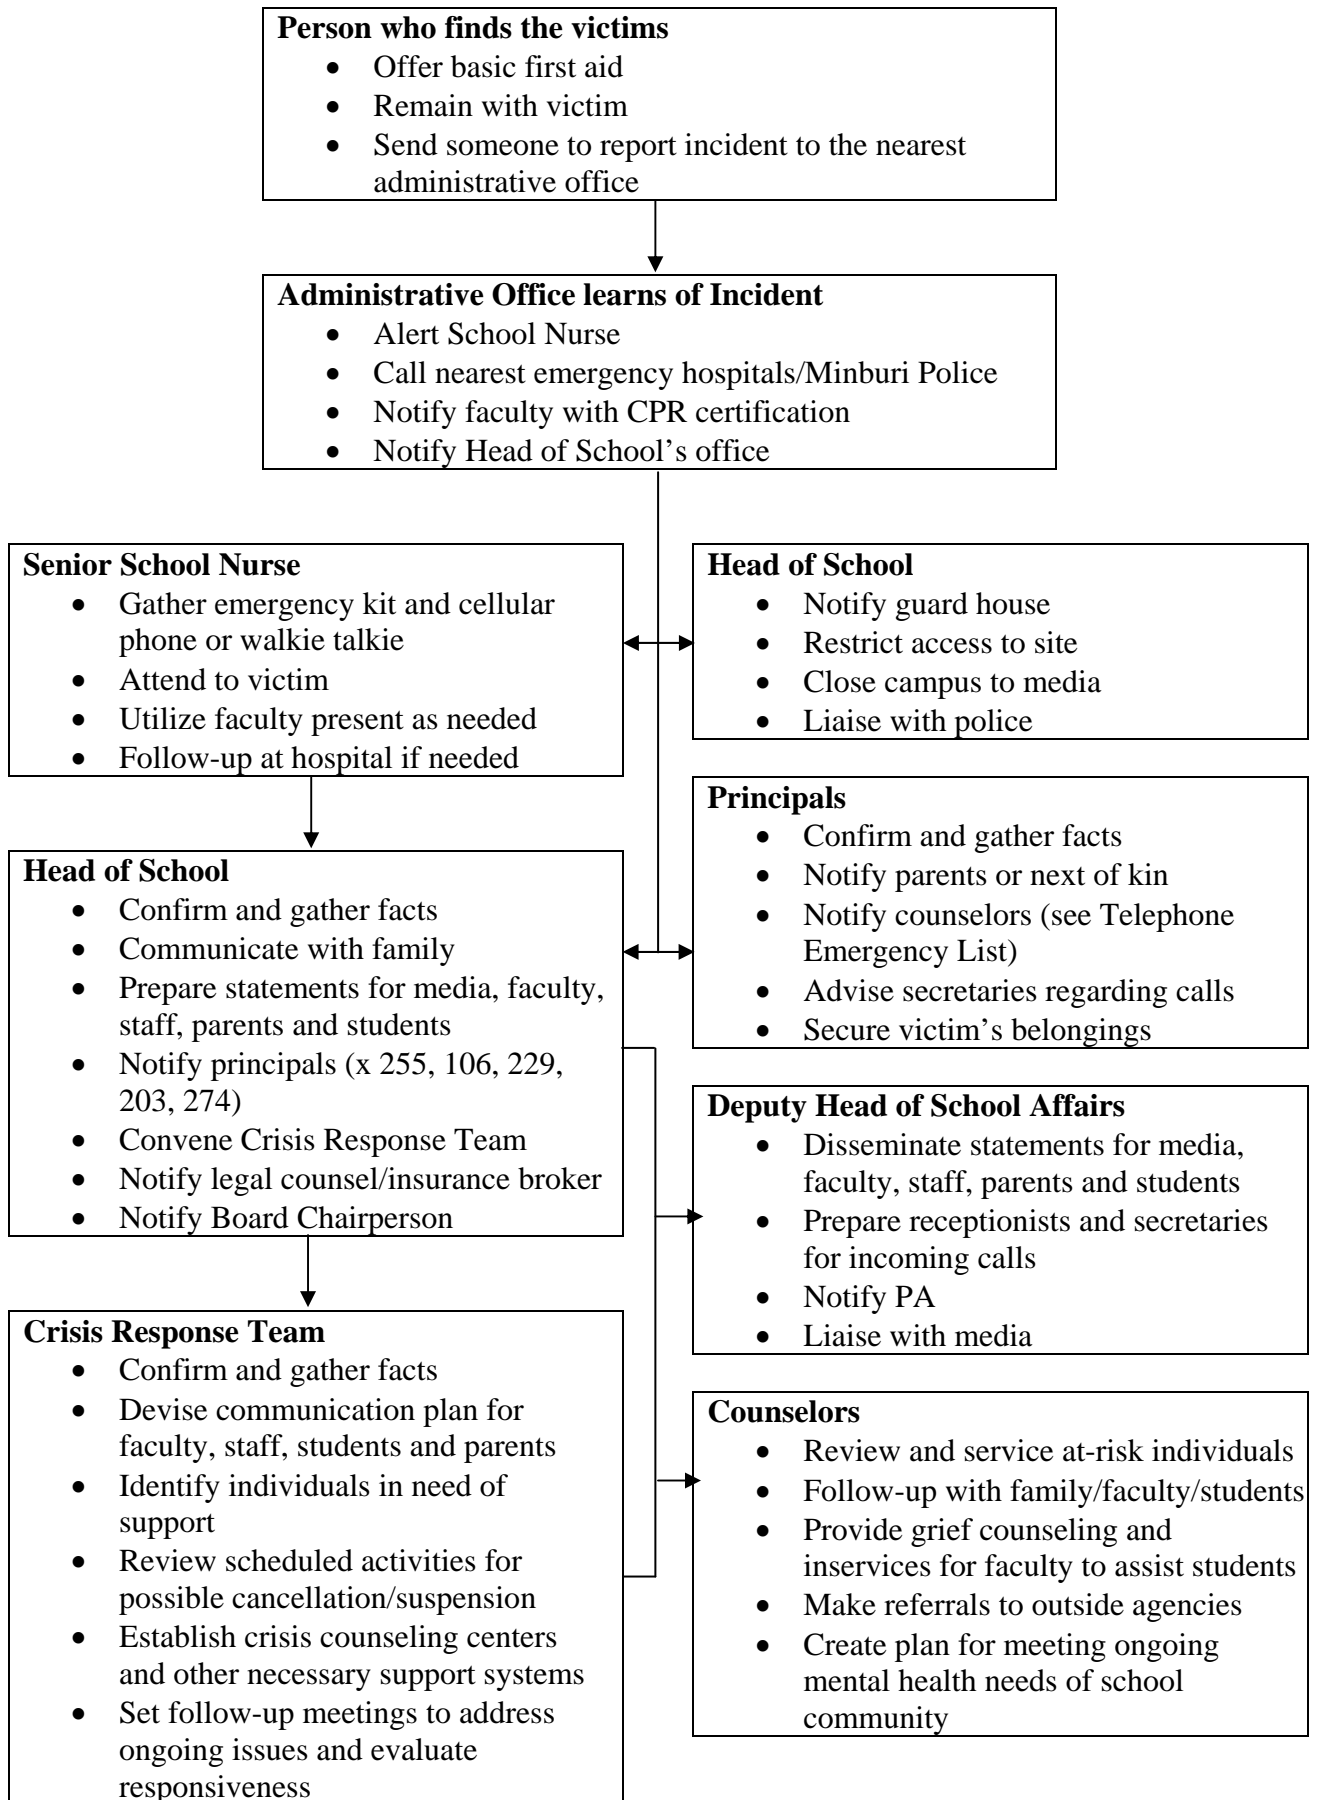 Person who finds the victims
• Offer basic first aid
• Remain with victim
• Send someone to report incident to the nearest
administrative office
Administrative Office learns of Incident
• Alert School Nurse
• Call nearest emergency hospitals/Minburi Police
• Notify faculty with CPR certification
• Notify Head of School’s office
Senior School Nurse
• Gather emergency kit and cellular
phone or walkie talkie
• Attend to victim
• Utilize faculty present as needed
• Follow-up at hospital if needed
Head of School
• Notify guard house
• Restrict access to site
• Close campus to media
• Liaise with police
Principals
• Confirm and gather facts
• Notify parents or next of kin
• Notify counselors (see Telephone
Emergency List)
• Advise secretaries regarding calls
• Secure victim’s belongings
Head of School
• Confirm and gather facts
• Communicate with family
• Prepare statements for media, faculty,
staff, parents and students
• Notify principals (x 255, 106, 229,
203, 274)
• Convene Crisis Response Team
• Notify legal counsel/insurance broker
• Notify Board Chairperson
Deputy Head of School Affairs
• Disseminate statements for media,
faculty, staff, parents and students
• Prepare receptionists and secretaries
for incoming calls
• Notify PA
• Liaise with media
Crisis Response Team
• Confirm and gather facts
• Devise communication plan for
faculty, staff, students and parents
• Identify individuals in need of
support
• Review scheduled activities for
possible cancellation/suspension
• Establish crisis counseling centers
and other necessary support systems
• Set follow-up meetings to address
ongoing issues and evaluate
responsiveness
Counselors
• Review and service at-risk individuals
• Follow-up with family/faculty/students
• Provide grief counseling and
inservices for faculty to assist students
• Make referrals to outside agencies
• Create plan for meeting ongoing
mental health needs of school
community